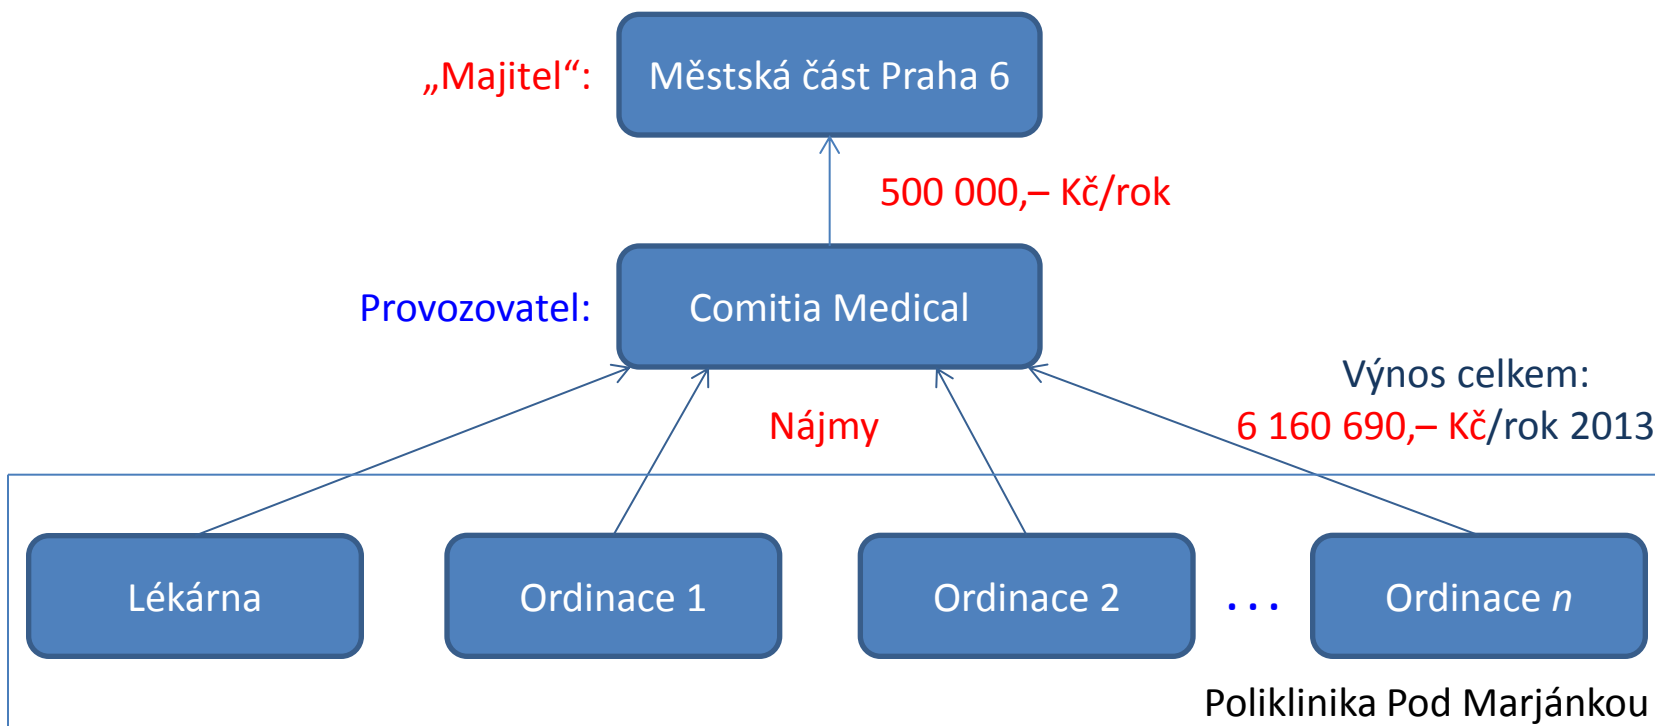 „Majitel“:
Městská část Praha 6
500 000,– Kč/rok
Provozovatel:
Comitia Medical
Výnos celkem:
Nájmy
6 160 690,– Kč/rok 2013
Lékárna
Ordinace 1
Ordinace 2
...
Ordinace n
Poliklinika Pod Marjánkou